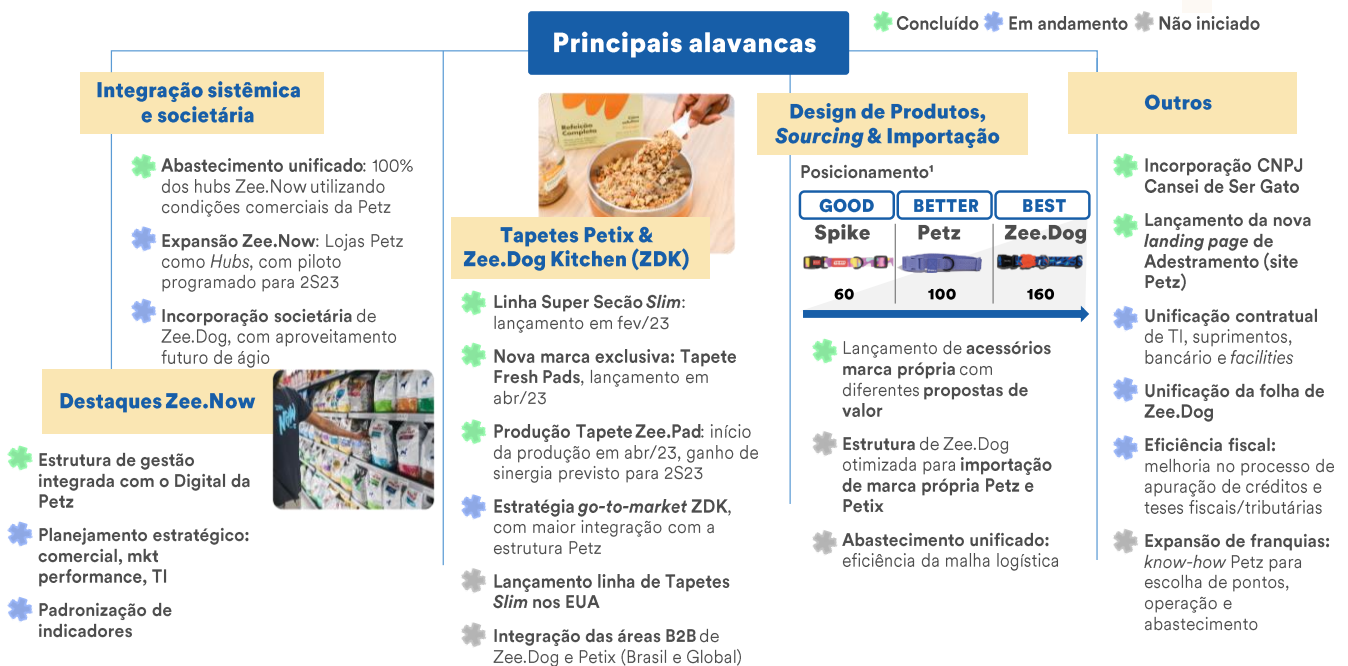 Principais alavancas
Concluído
Em andamento
Não iniciado
Integração sistêmica
e societária
Abastecimento unificado: 100%
dos hubs Zee.Now utilizando
condições comerciais da Petz
Expansão Zee.Now: Lojas Petz
como Hubs, com piloto
programado para 2S23
Incorporação societária de
Zee.Dog, com aproveitamento
futuro de ágio
Destaques Zee.Now
NOW
Estrutura de gestão
integrada com o Digital da
Petz
Planejamento estratégico:
comercial, mkt
performance, TI
Padronização de
indicadores
Refeição
Completa
Tapetes Petix &
Zee.Dog Kitchen (ZDK)
Linha Super Secão Slim:
lançamento em fev/23
Nova marca exclusiva: Tapete
Fresh Pads, lançamento em
abr/23
Produção Tapete Zee.Pad: início
da produção em abr/23, ganho de
sinergia previsto para 2S23
Estratégia go-to-market ZDK,
com maior integração com a
estrutura Petz
Lançamento linha de Tapetes
Slim nos EUA
Integração das áreas B2B de
Zee.Dog e Petix (Brasil e Global)
Design de Produtos,
Sourcing & Importação
Posicionamento¹
GOOD
BETTER
BEST
Spike
Petz
Zee.Dog
60
100
160
Lançamento de acessórios
marca própria com
diferentes propostas de
valor
Estrutura de Zee.Dog
otimizada para importação
de marca própria Petz e
Petix
Abastecimento unificado:
eficiência da malha logística
Outros
Incorporação CNPJ
Cansei de Ser Gato
Lançamento da nova
landing page de
Adestramento (site
Petz)
Unificação contratual
de TI, suprimentos,
bancário e facilities
Unificação da folha de
Zee.Dog
Eficiência fiscal:
melhoria no processo de
apuração de créditos e
teses fiscais/tributárias
Expansão de franquias:
know-how Petz para
escolha de pontos,
operação e
abastecimento